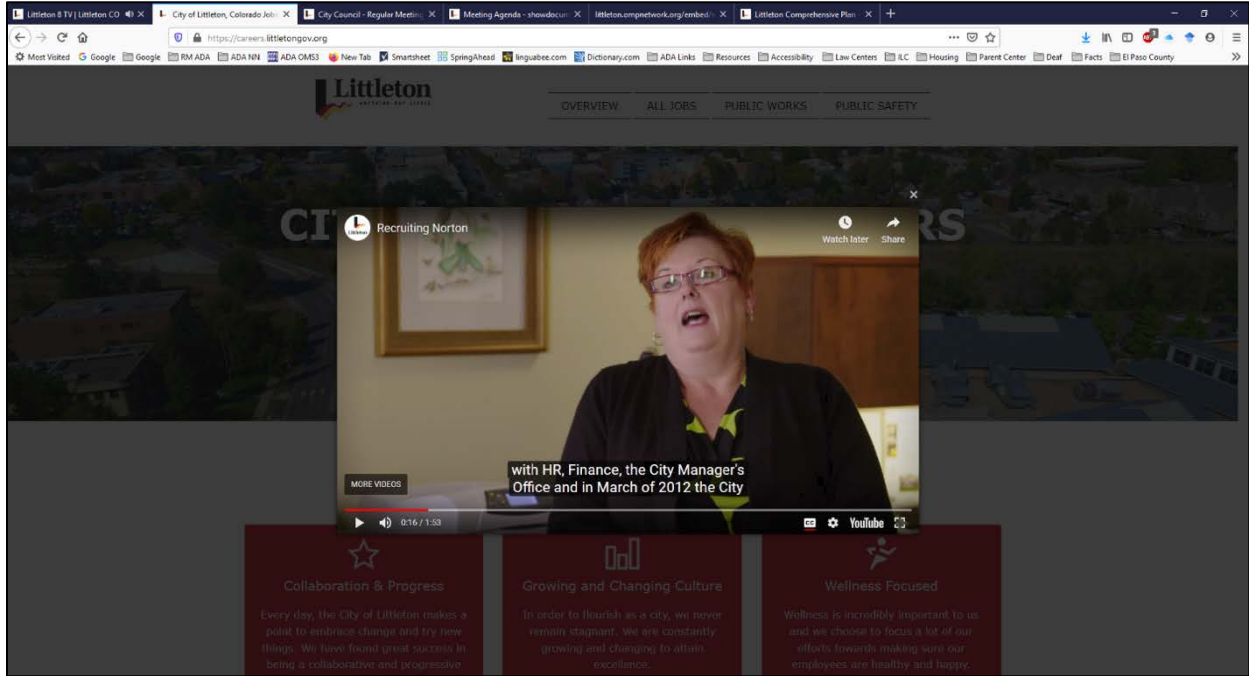 Littleton 8 TV | Littleton CO
City of Littleton, Colorado Jobs
City Council - Regular Meeting
Meeting Agenda - showdocum
littleton.ompnetwork.org/embed/
Littleton Comprehensive Plan
https://careers.littletongov.org
Most Visited
Google
Google
RM ADA
ADA NN
ADA OMS3
New Tab
Smartsheet
SpringAhead
linguabee.com
Dictionary.com
ADA Links
Resources
Accessibility
Law Centers
ILC
Housing
Parent Center
Deaf
Facts
El Paso County
Littleton
OVERVIEW
ALL JOBS
PUBLIC WORKS
PUBLIC SAFETY
CI
RS
Littleton
Recruiting Norton
Watch later
Share
with HR, Finance, the City Manager's
Office and in March of 2012 the City
MORE VIDEOS
0:16 / 1:53
CC
YouTube
Collaboration & Progress
Every day, the City of Littleton makes a
point to embrace change and try new
things. We have found great success in
being a collaborative and progressive
Growing and Changing Culture
In order to flourish as a city, we never
remain stagnant. We are constantly
growing and changing to attain
excellence.
Wellness Focused
Wellness is incredibly important to us
and we choose to focus a lot of our
efforts towards making sure our
employees are healthy and happy.